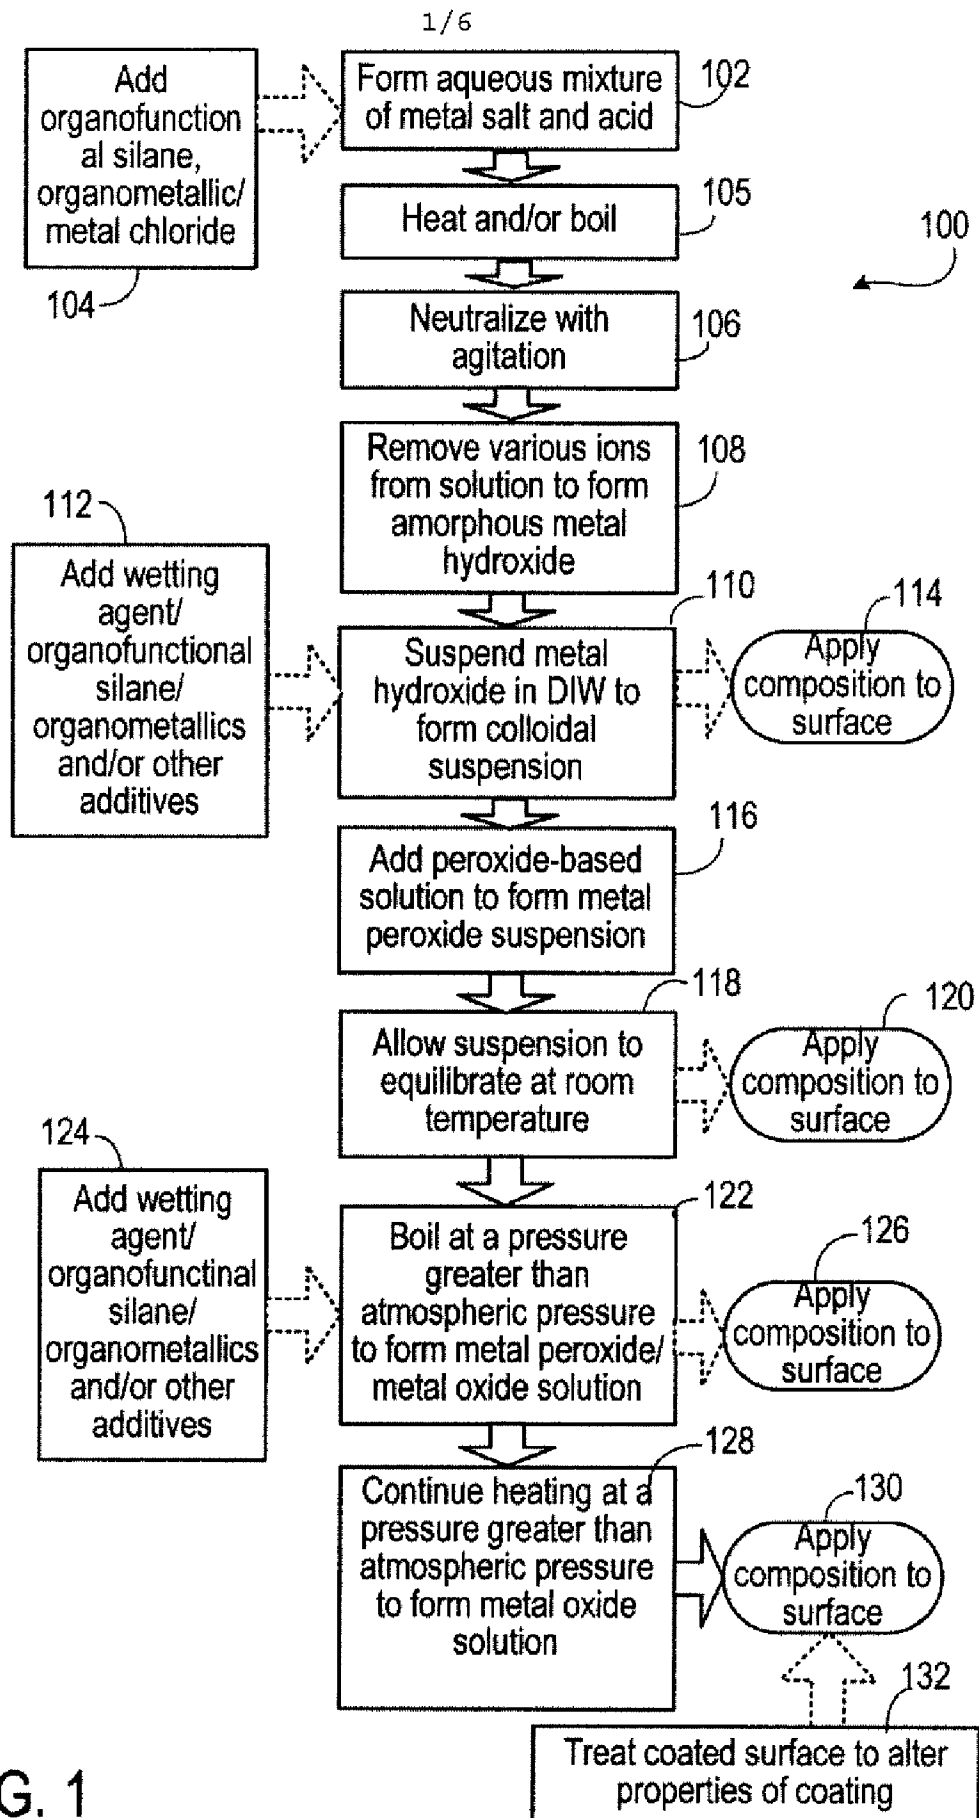 1/6
Add
organofunction
al silane,
organometallic/
metal chloride
104
Form aqueous mixture
of metal salt and acid
102
Heat and/or boil
105
100
Neutralize with
agitation
106
Remove various ions
from solution to form
amorphous metal
hydroxide
108
112
Add wetting
agent/
organofunctional
silane/
organometallics
and/or other
additives
110
Suspend metal
hydroxide in DIW to
form colloidal
suspension
114
Apply
composition to
surface
116
Add peroxide-based
solution to form metal
peroxide suspension
118
Allow suspension to
equilibrate at room
temperature
120
Apply
composition to
surface
124
Add wetting
agent/
organofunctinal
silane/
organometallics
and/or other
additives
122
Boil at a pressure
greater than
atmospheric pressure
to form metal peroxide/
metal oxide solution
126
Apply
composition to
surface
128
Continue heating at a
pressure greater than
atmospheric pressure
to form metal oxide
solution
130
Apply
composition to
surface
132
Treat coated surface to alter
properties of coating
G. 1